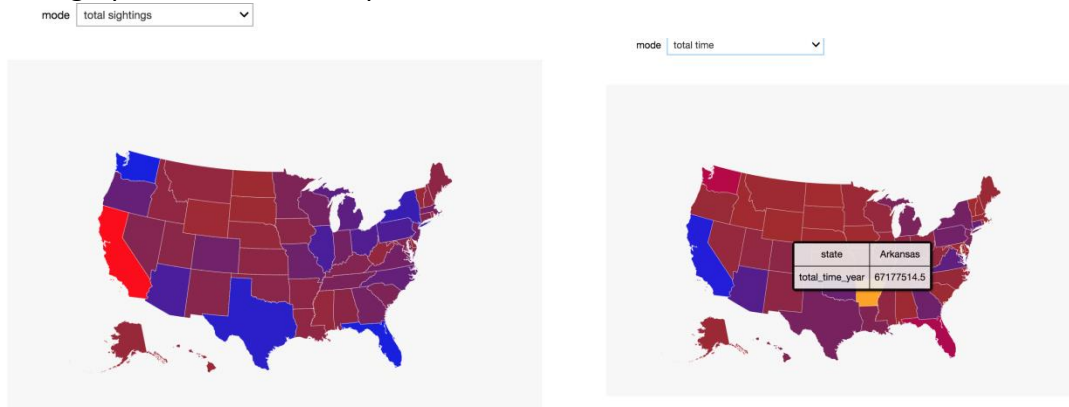 mode total sightings
mode total time
state Arkansas
total_time_year 67177514.5